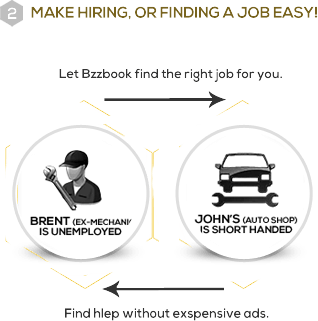 2 MAKE HIRING, OR FINDING A JOB EASY!
Let Bzzbook find the right job for you.
BRENT (EX-MECHANI
IS UNEMPLOYED
JOHN'S (AUTO SHOP)
IS SHORT HANDED
Find hlep without exspensive ads.